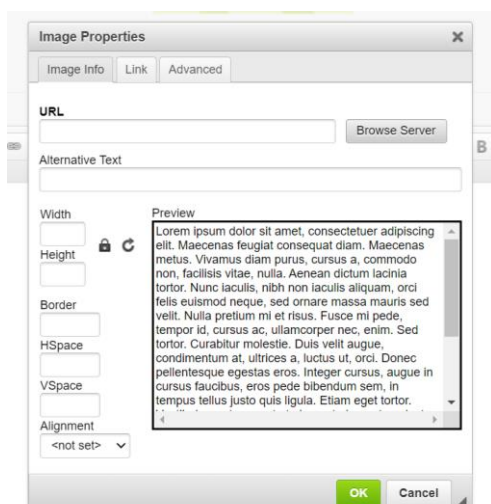 Image Properties
Image Info Link Advanced
URL
Browse Server
Alternative Text
Width
Preview
Height
Border
HSpace
VSpace
Alignment
<not set>
Lorem ipsum dolor sit amet, consectetuer adipiscing
elit. Maecenas feugiat consequat diam. Maecenas
metus. Vivamus diam purus, cursus a, commodo
non, facilisis vitae, nulla. Aenean dictum lacinia
tortor. Nunc iaculis, nibh non iaculis aliquam, orci
felis euismod neque, sed ornare massa mauris sed
velit. Nulla pretium mi et risus. Fusce mi pede,
tempor id, cursus ac, ullamcorper nec, enim. Sed
tortor. Curabitur molestie. Duis velit augue,
condimentum at, ultrices a, luctus ut, orci. Donec
pellentesque egestas eros. Integer cursus, augue in
cursus faucibus, eros pede bibendum sem, in
tempus tellus justo quis ligula. Etiam eget tortor.
OK Cancel
B